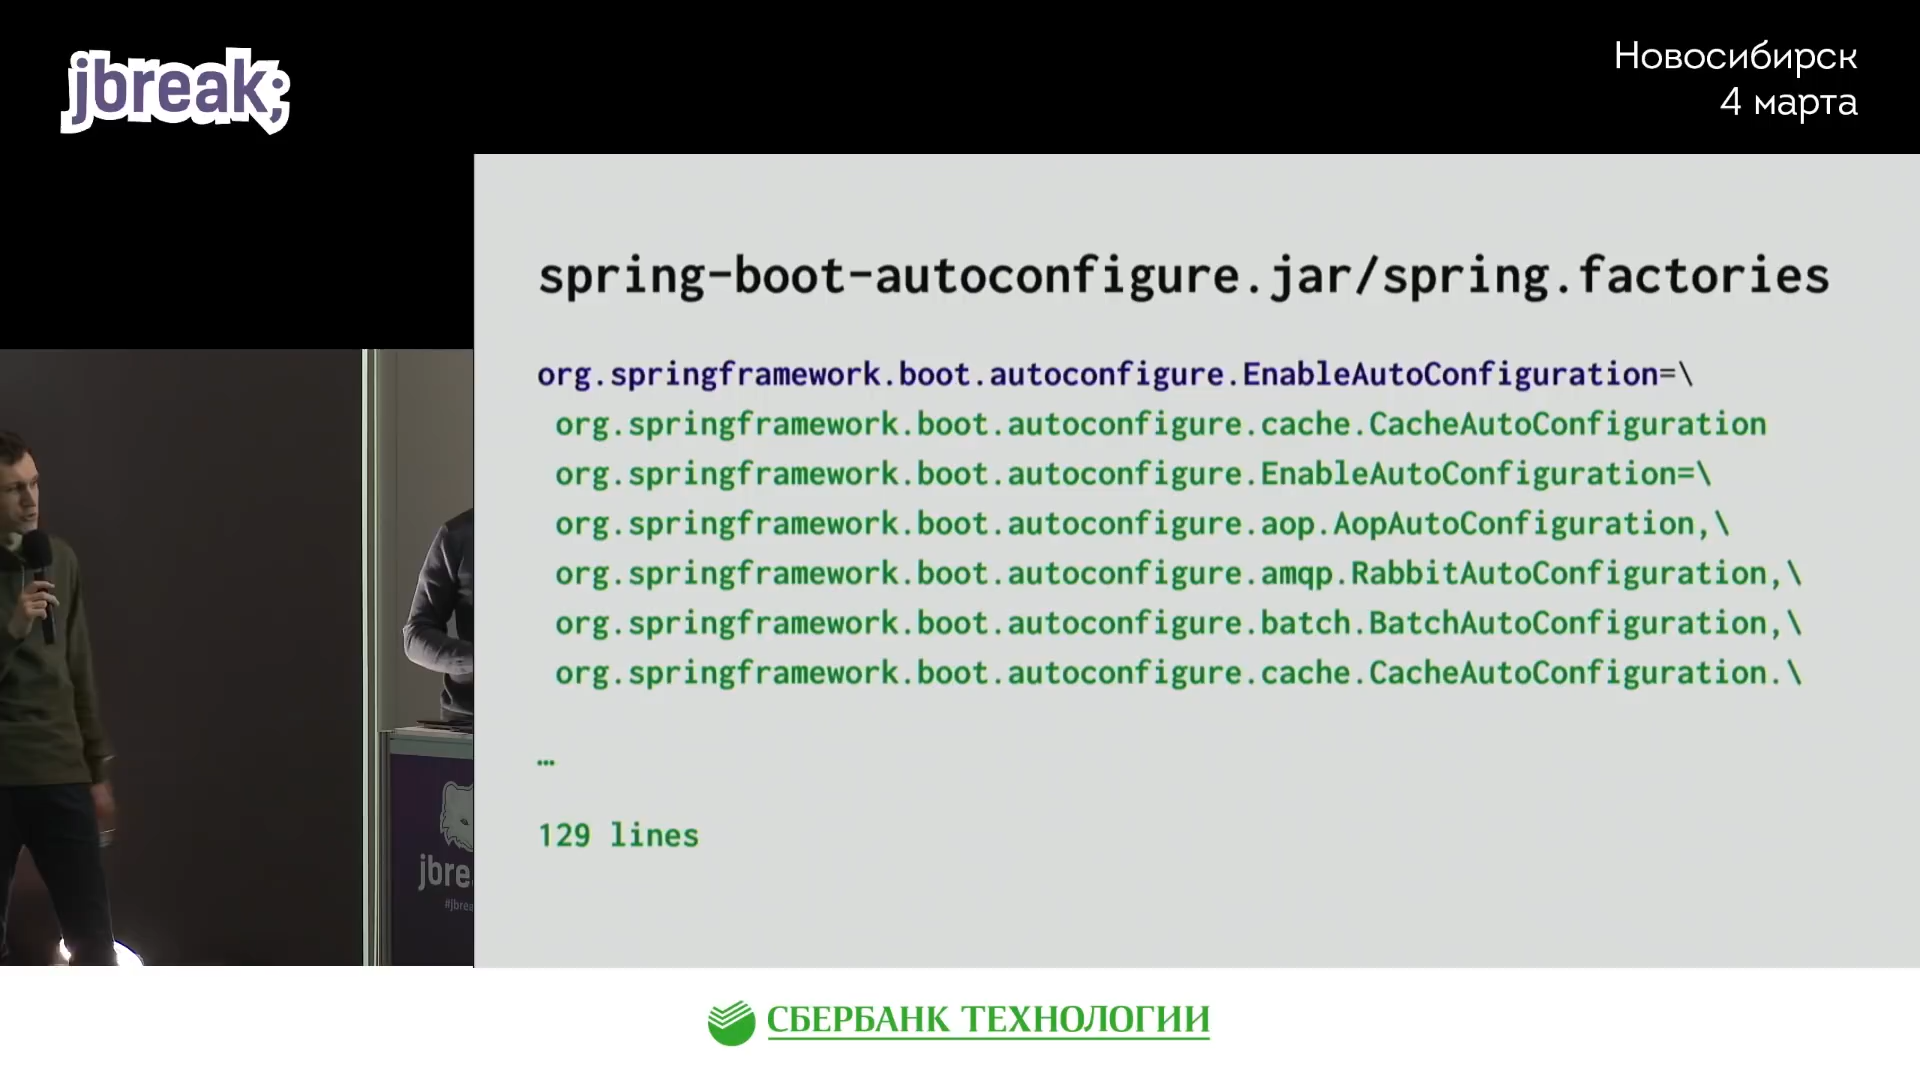 jbreak;
Новосибирск
4 марта
spring-boot-autoconfigure.jar/spring.factories
org.springframework.boot.autoconfigure.EnableAutoConfiguration=\
org.springframework.boot.autoconfigure.cache.CacheAutoConfiguration
org.springframework.boot.autoconfigure.EnableAutoConfiguration=\
org.springframework.boot.autoconfigure.aop.AopAutoConfiguration,\
org.springframework.boot.autoconfigure.amqp.RabbitAutoConfiguration,\
org.springframework.boot.autoconfigure.batch.BatchAutoConfiguration,\
org.springframework.boot.autoconfigure.cache.CacheAutoConfiguration.\
…
129 lines
jbre
#jbrea
СБЕРБАНК ТЕХНОЛОГИИ